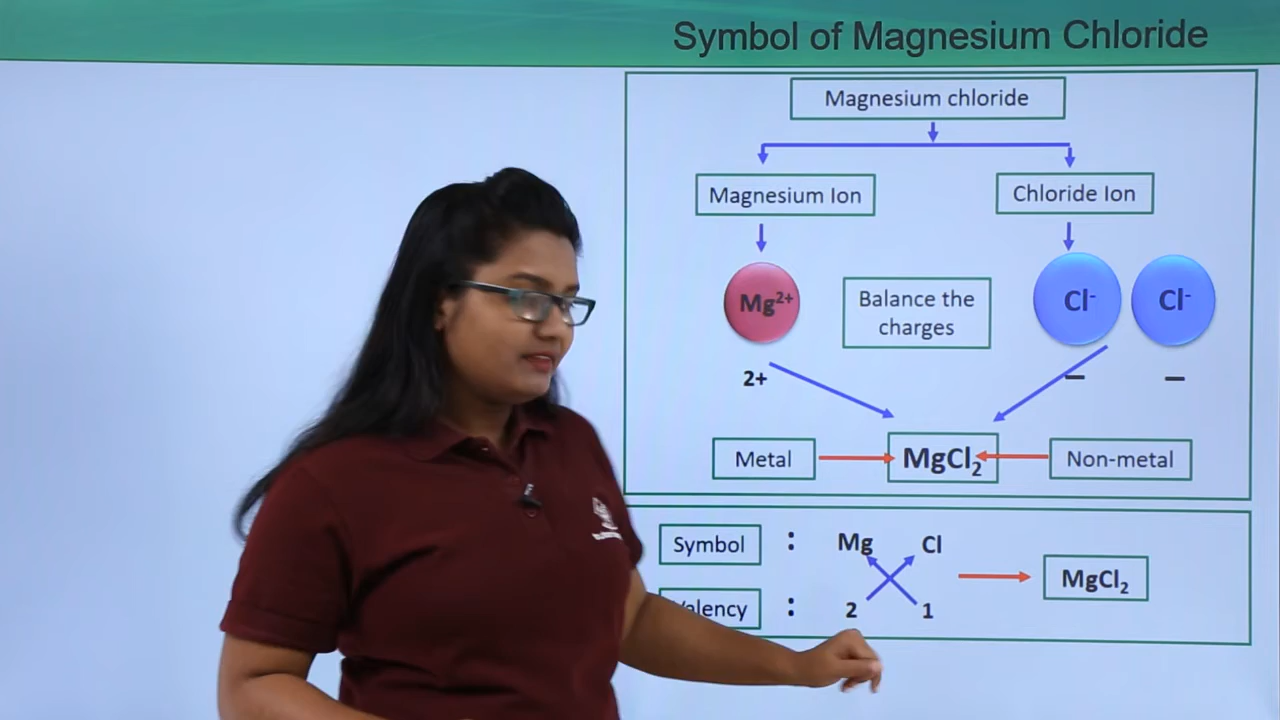 Symbol of Magnesium Chloride
Magnesium chloride
Magnesium Ion
Chloride Ion
Mg²⁺
Balance the
charges
Cl⁻
Cl⁻
2+
–
–
Metal
MgCl₂
Non-metal
Symbol : Mg Cl
MgCl₂
: 2 1